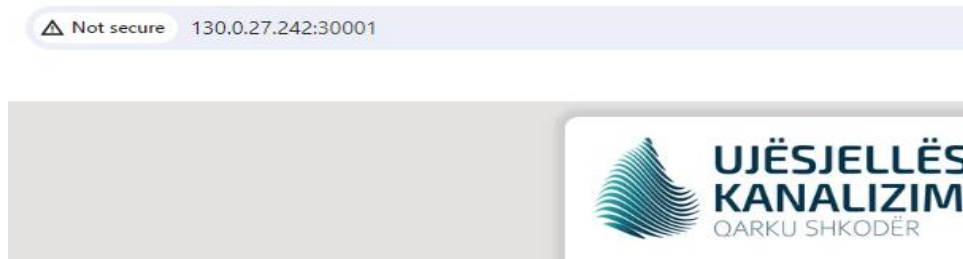 Not secure 130.0.27.242:30001
UJËSJELLËS
KANALIZIM
QARKU SHKODËR